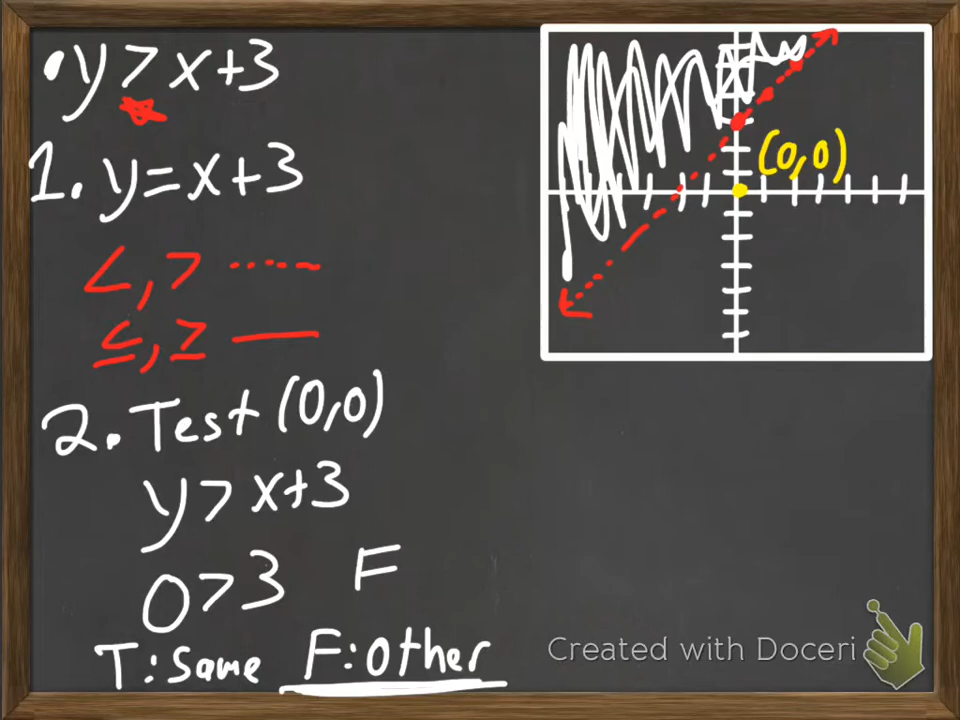 • y > x+3
1. y=x+3
<, > ......
≤, ≥ —
2. Test (0,0)
y > x+3
0 > 3 F
T: Same F: Other
(0,0)
Created with Doceri